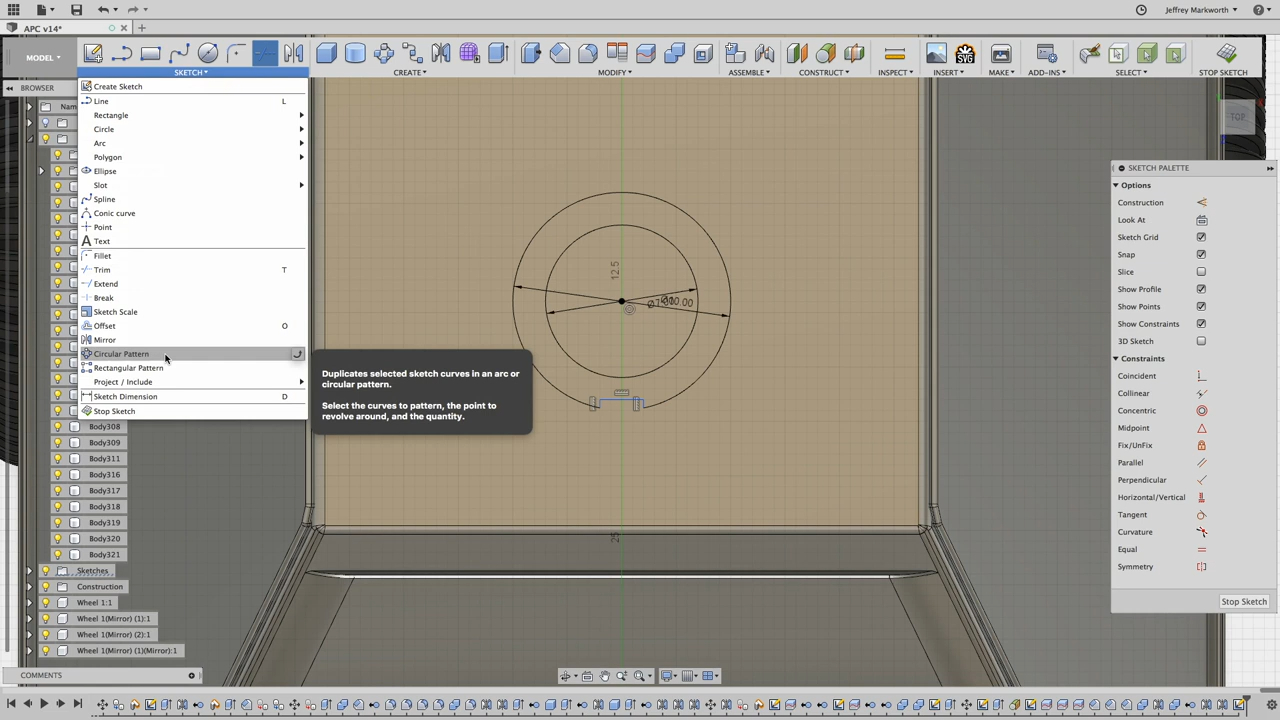 Jeffrey Markworth
APC v14*
MODEL
SKETCH
CREATE
MODIFY
ASSEMBLE
CONSTRUCT
INSPECT
INSERT
MAKE
ADD-INS
SELECT
STOP SKETCH
SVG
BROWSER
Nam
Create Sketch
Line L
Rectangle
Circle
Arc
Polygon
Ellipse
Slot
Spline
Conic curve
Point
Text
Fillet
Trim T
Extend
Break
Sketch Scale
Offset O
Mirror
Circular Pattern
Rectangular Pattern
Project / Include
Sketch Dimension D
Stop Sketch
Duplicates selected sketch curves in an arc or
circular pattern.
Select the curves to pattern, the point to
revolve around, and the quantity.
Body308
Body309
Body311
Body316
Body317
Body318
Body319
Body320
Body321
Sketches
Construction
Wheel 1:1
Wheel 1(Mirror) (1):1
Wheel 1(Mirror) (2):1
Wheel 1(Mirror) (1)(Mirror):1
COMMENTS
12.5
25
TOP
SKETCH PALETTE
Options
Construction
Look At
Sketch Grid
Snap
Slice
Show Profile
Show Points
Show Constraints
3D Sketch
Constraints
Coincident
Collinear
Concentric
Midpoint
Fix/UnFix
Parallel
Perpendicular
Horizontal/Vertical
Tangent
Curvature
Equal
Symmetry
Stop Sketch